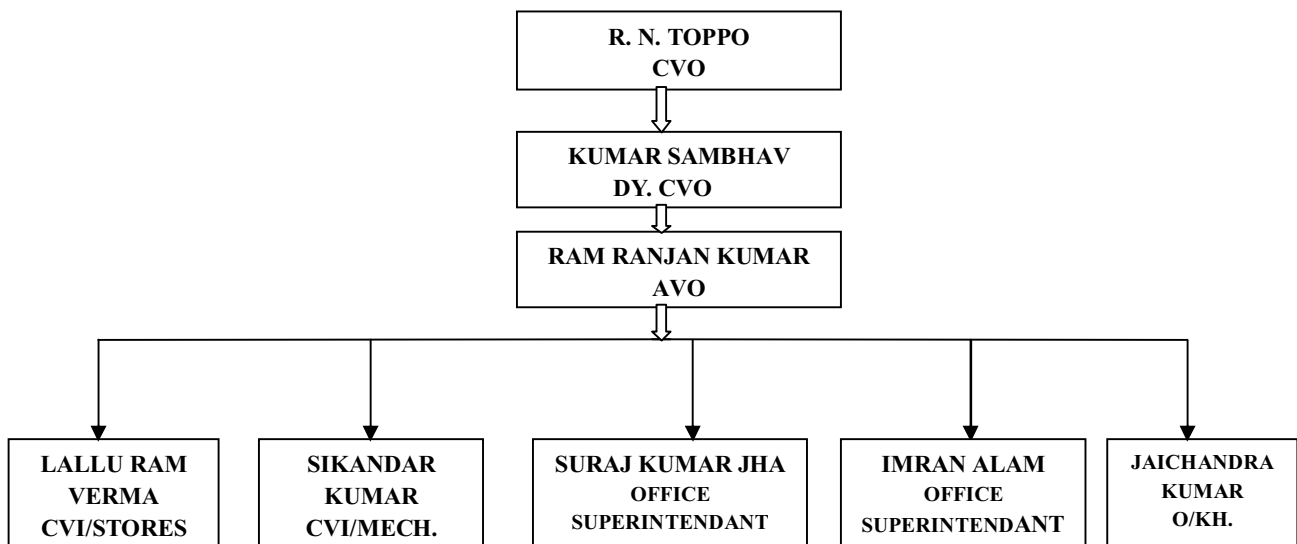 R. N. TOPPO
CVO
KUMAR SAMBHAV
DY. CVO
RAM RANJAN KUMAR
AVO
LALLU RAM
VERMA
CVI/STORES
SIKANDAR
KUMAR
CVI/MECH.
SURAJ KUMAR JHA
OFFICE
SUPERINTENDANT
IMRAN ALAM
OFFICE
SUPERINTENDANT
JAICHANDRA
KUMAR
O/KH.